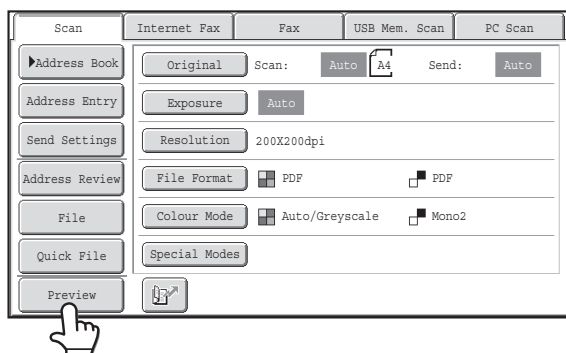 Scan Internet Fax Fax USB Mem. Scan PC Scan
Address Book Original Scan: Auto A4 Send: Auto
Address Entry Exposure Auto
Send Settings Resolution 200X200dpi
Address Review File Format PDF PDF
File Colour Mode Auto/Greyscale Mono2
Quick File Special Modes
Preview